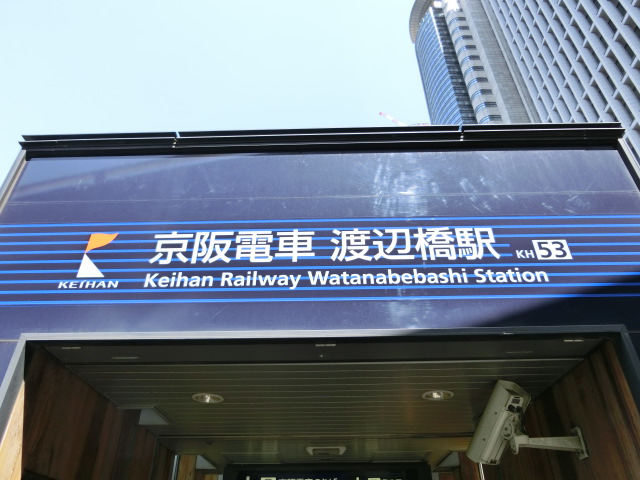 京阪電車 渡辺橋駅 KH 53
KEIHAN
Keihan Railway Watanabebashi Station